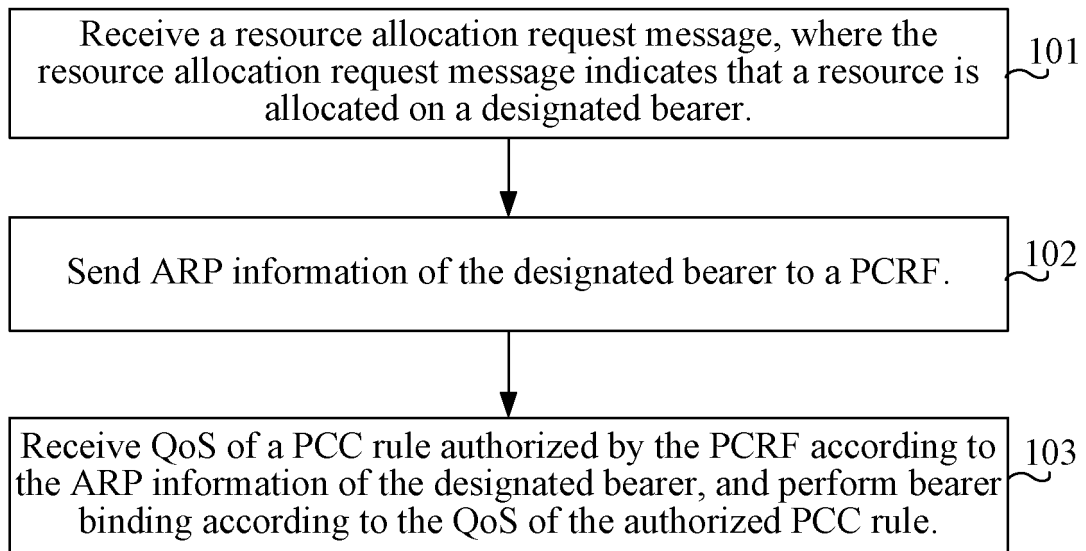 Receive a resource allocation request message, where the
resource allocation request message indicates that a resource is
allocated on a designated bearer.
101
Send ARP information of the designated bearer to a PCRF.
102
Receive QoS of a PCC rule authorized by the PCRF according to
the ARP information of the designated bearer, and perform bearer
binding according to the QoS of the authorized PCC rule.
103